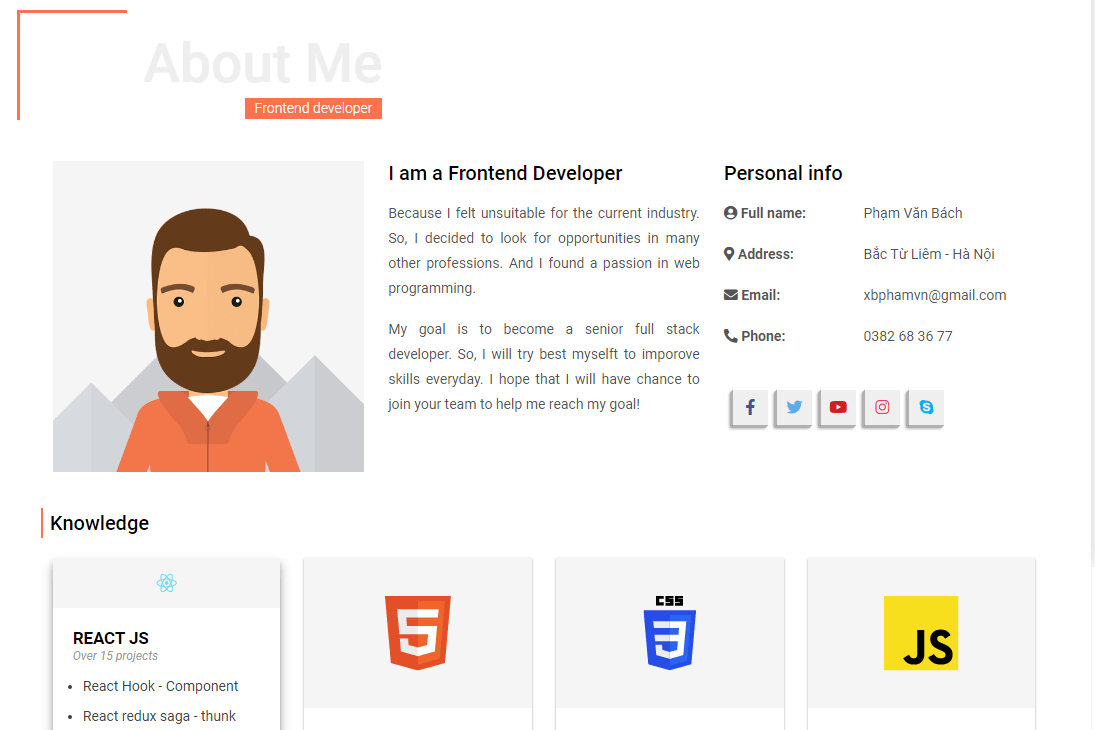 About Me
Frontend developer
I am a Frontend Developer
Because I felt unsuitable for the current industry.
So, I decided to look for opportunities in many
other professions. And I found a passion in web
programming.
My goal is to become a senior full stack
developer. So, I will try best myselft to imporove
skills everyday. I hope that I will have chance to
join your team to help me reach my goal!
Personal info
Full name: Phạm Văn Bách
Address: Bắc Từ Liêm - Hà Nội
Email: xbphamvn@gmail.com
Phone: 0382 68 36 77
Knowledge
REACT JS
Over 15 projects
• React Hook - Component
• React redux saga - thunk
5
CSS
3
JS